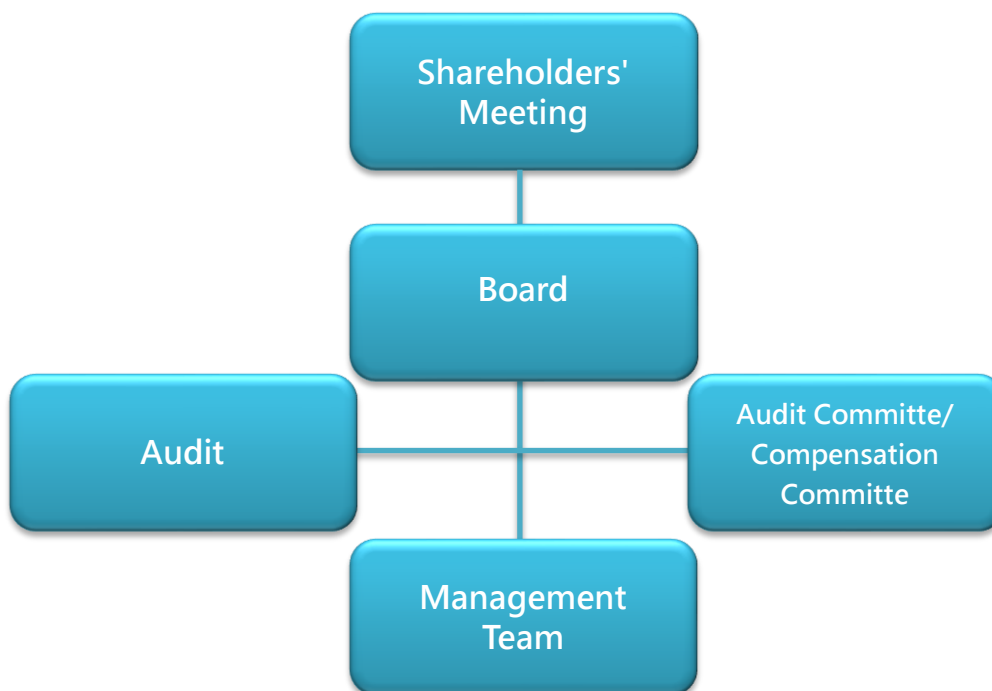 Shareholders'
Meeting
Board
Audit
Audit Committe/
Compensation
Committe
Management
Team